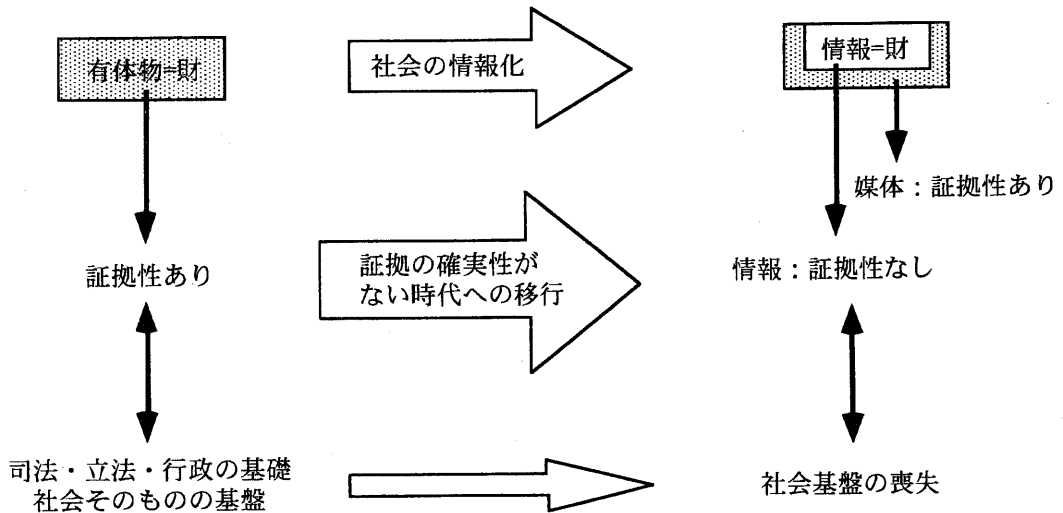 有体物=財
社会の情報化
情報=財
媒体：証拠性あり
証拠性あり
証拠の確実性が
ない時代への移行
情報：証拠性なし
司法・立法・行政の基礎
社会そのものの基盤
社会基盤の喪失